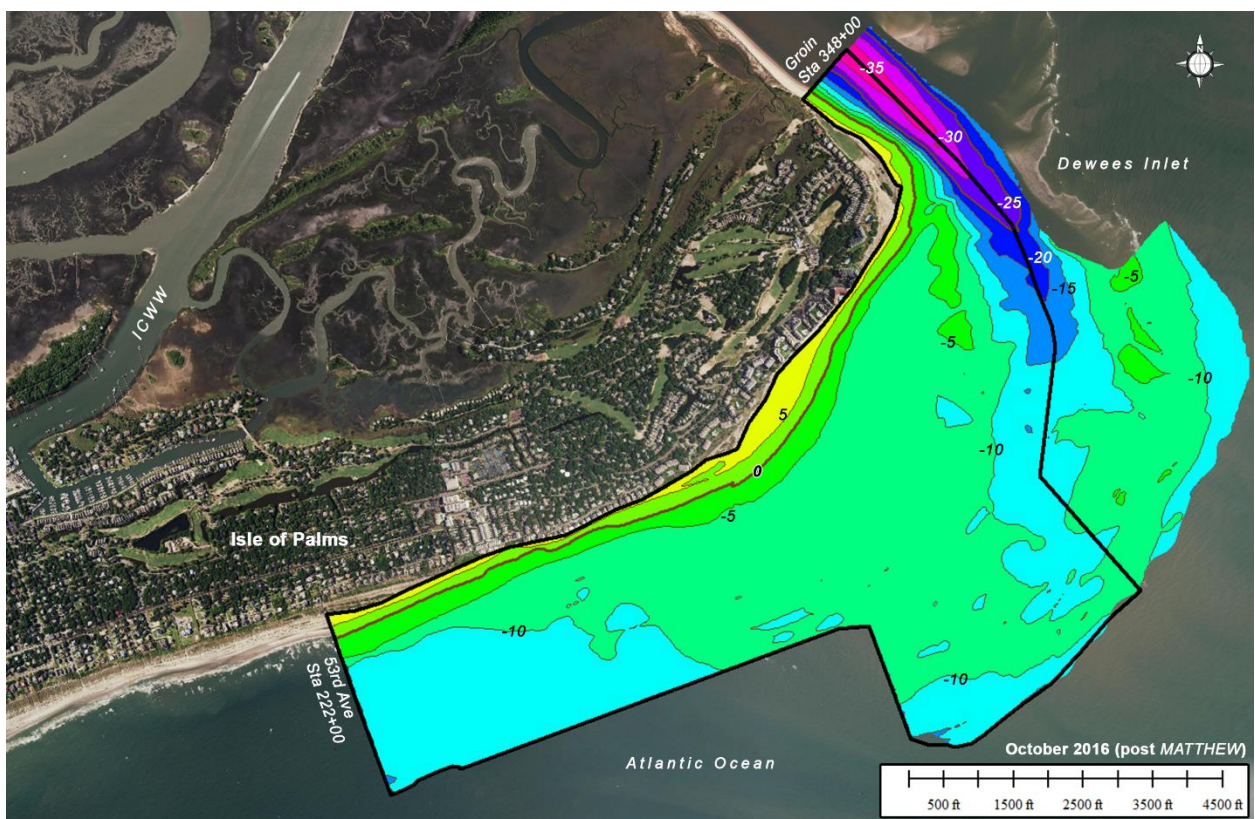 Groin
Sta 348+00
-35
-30
Dewees Inlet
-25
-20
-15
-5
ICWW
-5
-10
5
-10
0
-5
Isle of Palms
-10
53rd Ave
Sta 222+00
-10
Atlantic Ocean
October 2016 (post MATTHEW)
500 ft 1500 ft 2500 ft 3500 ft 4500 ft
N